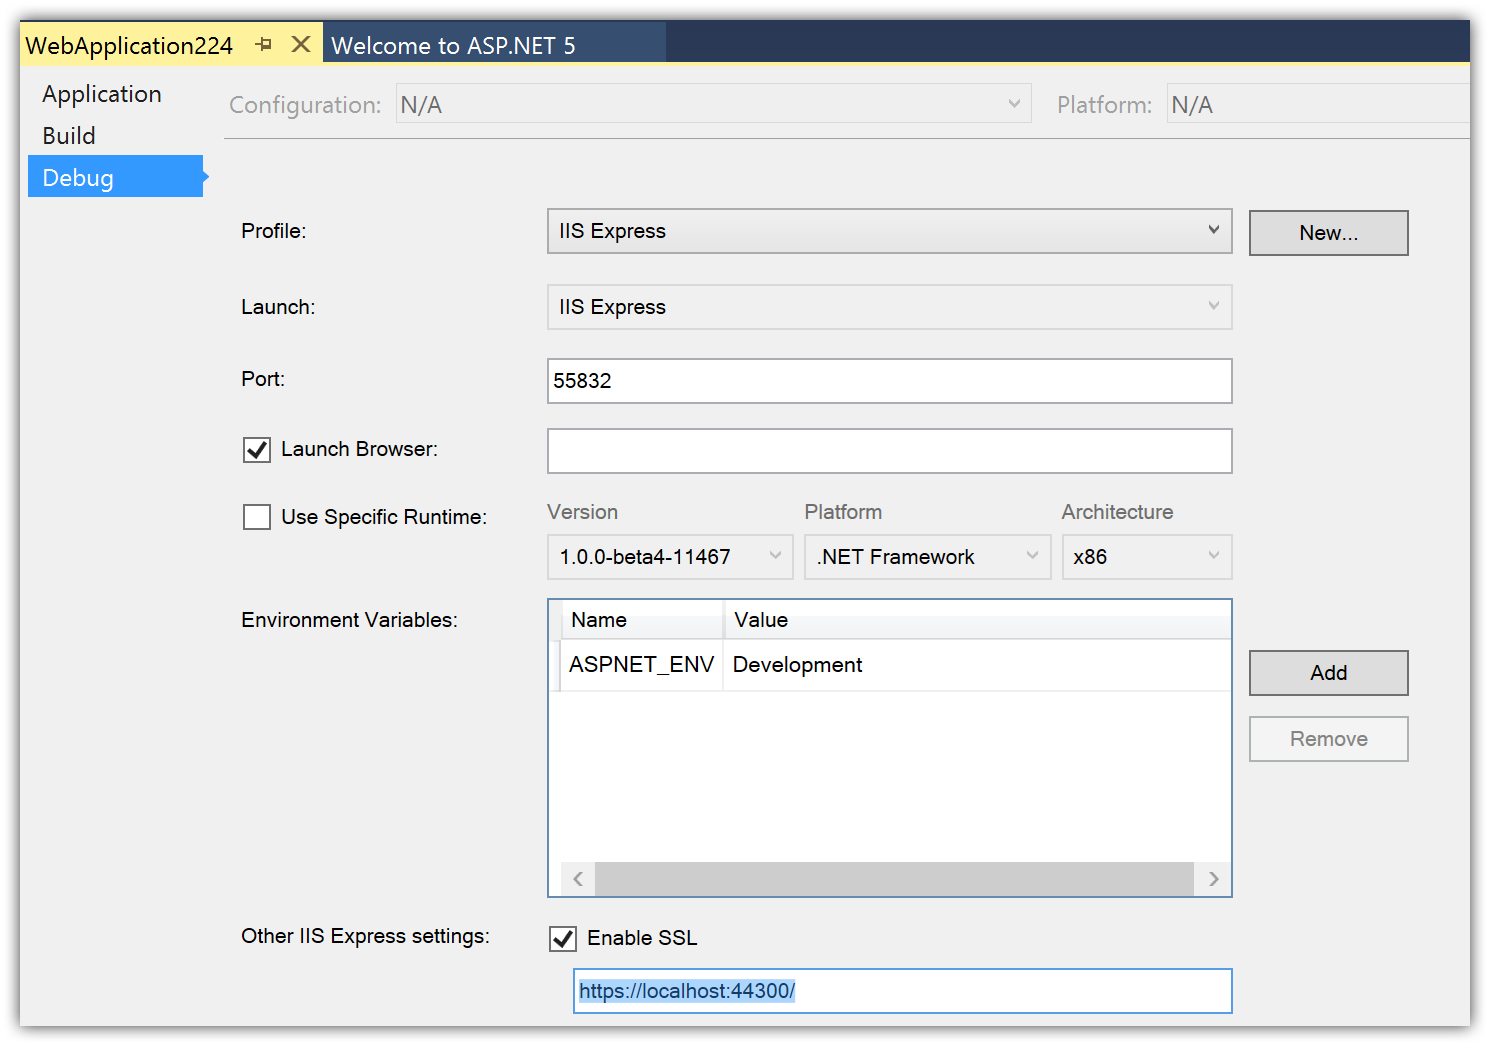 WebApplication224 Welcome to ASP.NET 5
Application
Build
Debug
Configuration: N/A Platform: N/A
Profile: IIS Express New...
Launch: IIS Express
Port: 55832
Launch Browser:
Use Specific Runtime: Version Platform Architecture
1.0.0-beta4-11467 .NET Framework x86
Environment Variables: Name Value
ASPNET_ENV Development
Add
Remove
Other IIS Express settings: Enable SSL
https://localhost:44300/